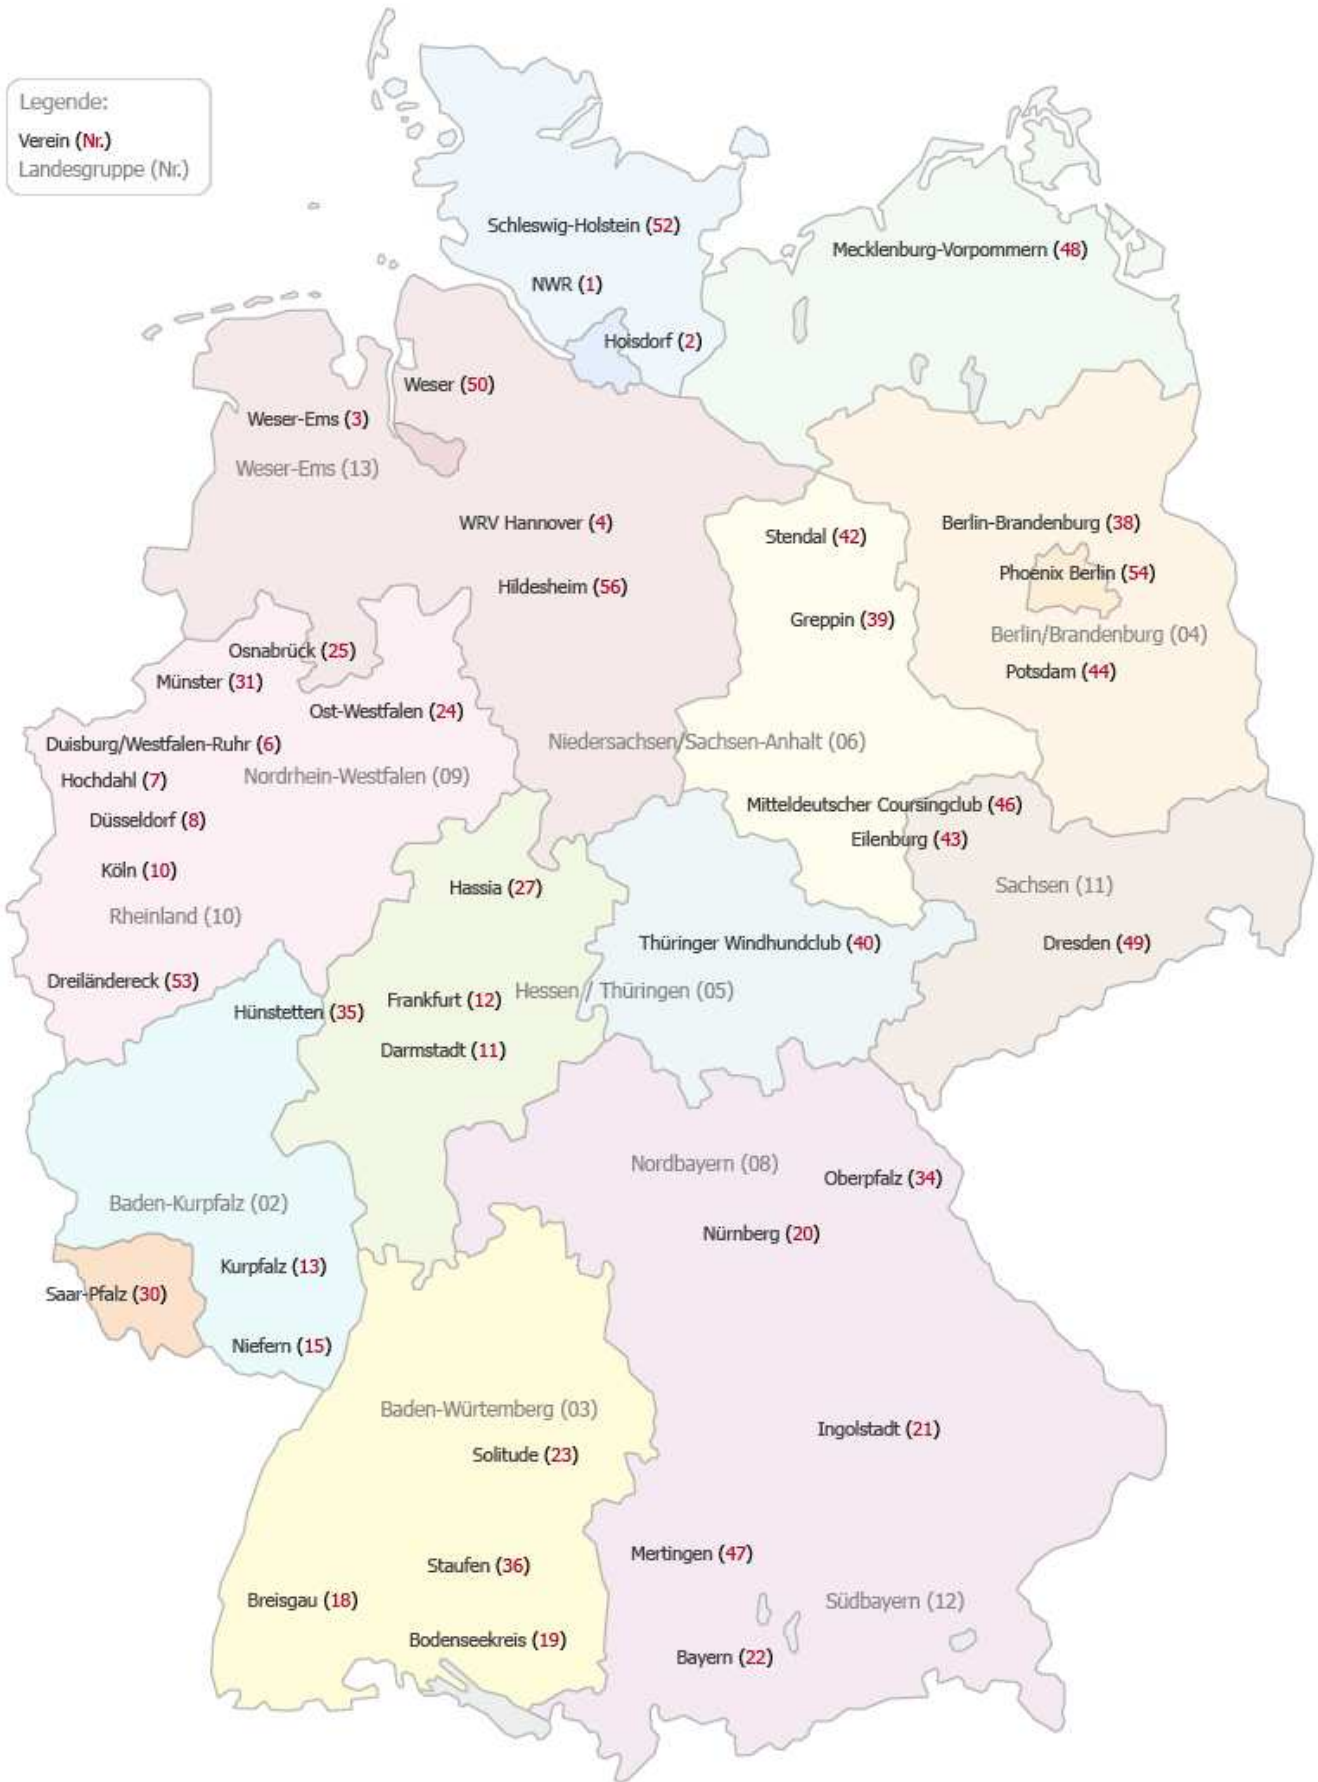 Legende:
Verein (Nr.)
Landesgruppe (Nr.)
Schleswig-Holstein (52)
Mecklenburg-Vorpommern (48)
NWR (1)
Hoisdorf (2)
Weser (50)
Weser-Ems (3)
Weser-Ems (13)
WRV Hannover (4)
Berlin-Brandenburg (38)
Stendal (42)
Phoenix Berlin (54)
Hildesheim (56)
Greppin (39)
Berlin/Brandenburg (04)
Osnabrück (25)
Potsdam (44)
Münster (31)
Ost-Westfalen (24)
Duisburg/Westfalen-Ruhr (6)
Niedersachsen/Sachsen-Anhalt (06)
Nordrhein-Westfalen (09)
Hochdahl (7)
Mitteldeutscher Coursingclub (46)
Düsseldorf (8)
Eilenburg (43)
Köln (10)
Hassia (27)
Sachsen (11)
Rheinland (10)
Thüringer Windhundclub (40)
Dresden (49)
Dreiländereck (53)
Hessen / Thüringen (05)
Frankfurt (12)
Hünstetten (35)
Darmstadt (11)
Nordbayern (08)
Oberpfalz (34)
Baden-Kurpfalz (02)
Nürnberg (20)
Kurpfalz (13)
Saar-Pfalz (30)
Niefern (15)
Baden-Würtemberg (03)
Ingolstadt (21)
Solitude (23)
Mertingen (47)
Staufen (36)
Breisgau (18)
Südbayern (12)
Bodenseekreis (19)
Bayern (22)